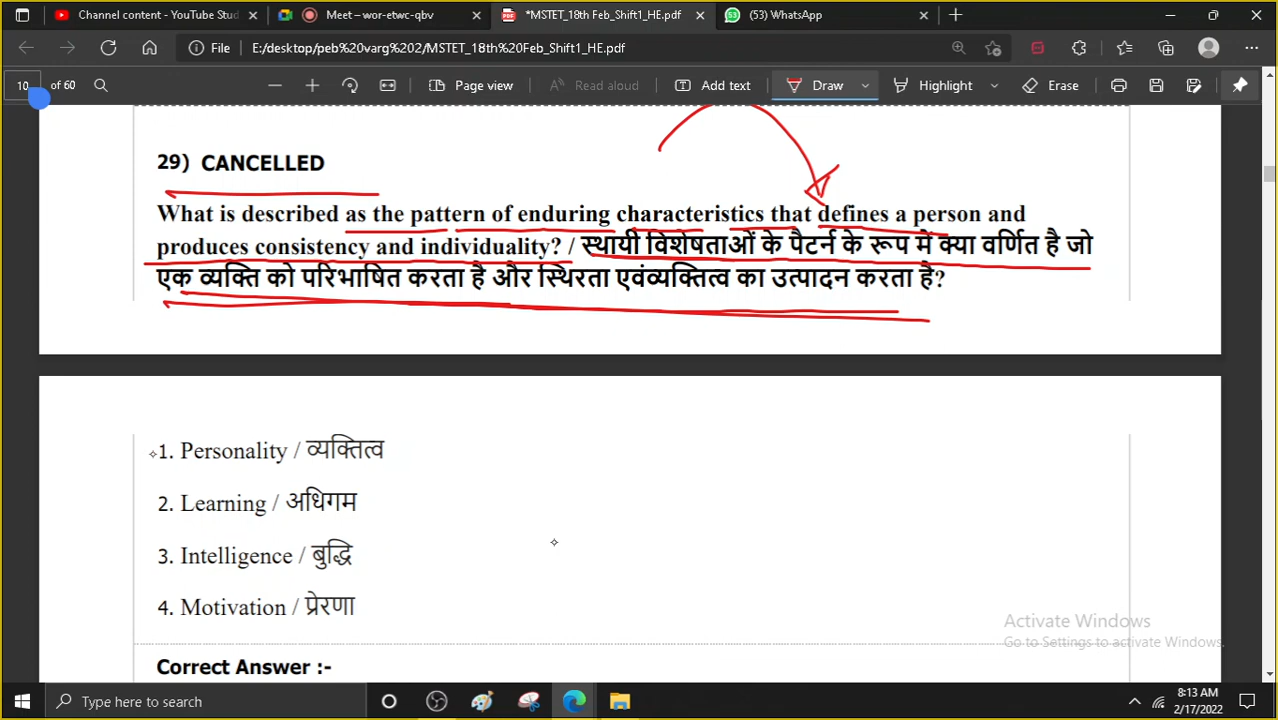 Channel content - YouTube Stud
Meet – wor-etwc-qbv
*MSTET_18th Feb_Shift1_HE.pdf
(53) WhatsApp
File
E:/desktop/peb%20varg%202/MSTET_18th%20Feb_Shift1_HE.pdf
10 of 60
Page view
Read aloud
Add text
Draw
Highlight
Erase
29) CANCELLED
What is described as the pattern of enduring characteristics that defines a person and
produces consistency and individuality? / स्थायी विशेषताओं के पैटर्न के रूप में क्या वर्णित है जो
एक व्यक्ति को परिभाषित करता है और स्थिरता एवंव्यक्तित्व का उत्पादन करता है?
1. Personality / व्यक्तित्व
2. Learning / अधिगम
3. Intelligence / बुद्धि
4. Motivation / प्रेरणा
Correct Answer :-
Activate Windows
Go to Settings to activate Windows.
Type here to search
8:13 AM
2/17/2022